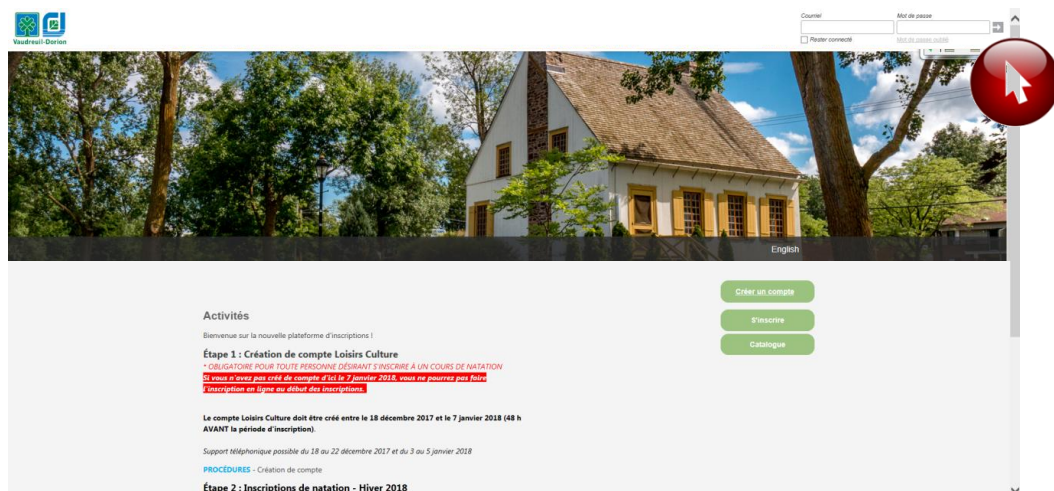 Courriel
Mot de passe
Rester connecté
Mot de passe oublié
Vaudreuil-Dorion
English
Créer un compte
S'inscrire
Catalogue
Activités
Bienvenue sur la nouvelle plateforme d'inscriptions !
Étape 1 : Création de compte Loisirs Culture
* OBLIGATOIRE POUR TOUTE PERSONNE DÉSIRANT S'INSCRIRE À UN COURS DE NATATION
Si vous n'avez pas créé de compte d'ici le 7 janvier 2018, vous ne pourrez pas faire
l'inscription en ligne au début des inscriptions.
Le compte Loisirs Culture doit être créé entre le 18 décembre 2017 et le 7 janvier 2018 (48 h
AVANT la période d'inscription).
Support téléphonique possible du 18 au 22 décembre 2017 et du 3 au 5 janvier 2018
PROCÉDURES - Création de compte
Étape 2 : Inscriptions de natation - Hiver 2018